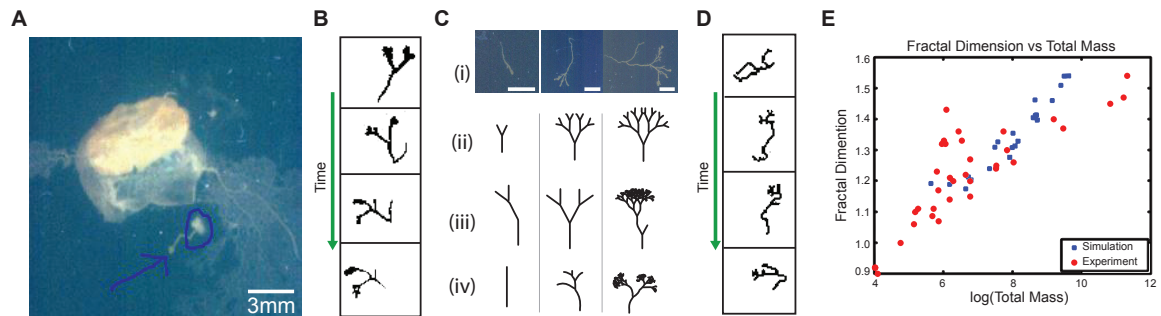 A
3mm
B
Time
C
(i)
(ii)
(iii)
(iv)
D
Time
E
Fractal Dimension vs Total Mass
Fractal Dimention
1.6
1.5
1.4
1.3
1.2
1.1
1.0
0.9
4
6
8
10
12
log(Total Mass)
Simulation
Experiment